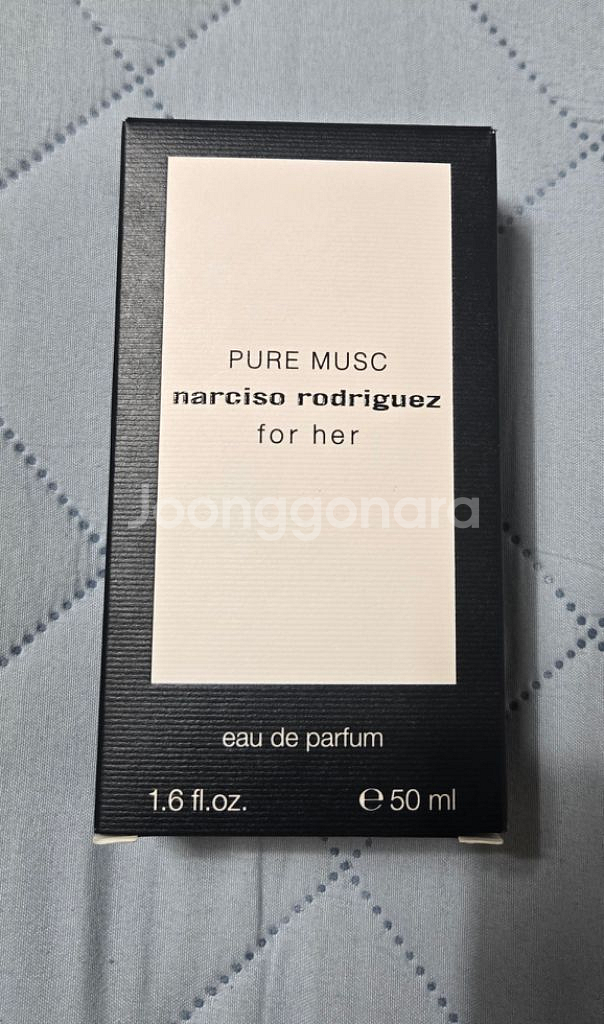 PURE MUSC
narciso rodriguez
for her
Joonggonara
eau de parfum
1.6 fl.oz. ℮ 50 ml